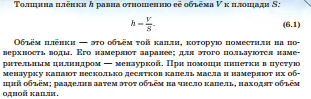 Толщина плёнки h равна отношению её объёма V к площади S:
h = V/S. (6.1)
Объём плёнки — это объём той капли, которую поместили на по-
верхность воды. Его измеряют заранее; для этого пользуются изме-
рительным цилиндром — мензуркой. При помощи пипетки в пустую
мензурку капают несколько десятков капель масла и измеряют их об-
щий объём; разделив затем этот объём на число капель, находят объём
одной капли.